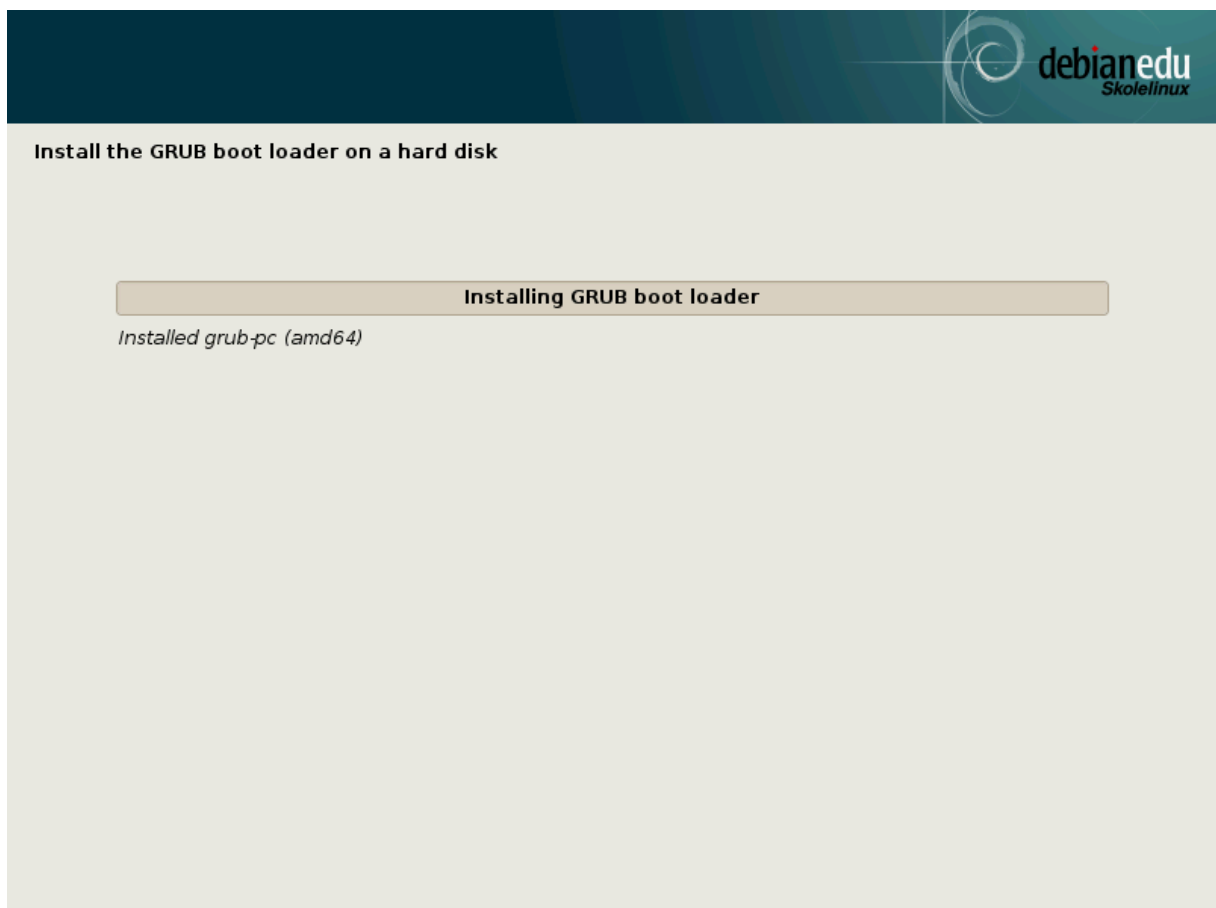 debianedu
Skolelinux
Install the GRUB boot loader on a hard disk
Installing GRUB boot loader
Installed grub-pc (amd64)